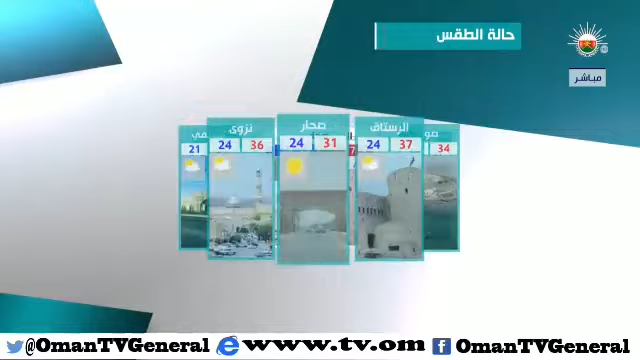 حالة الطقس
مباشر
صحار
24 31
الرستاق
24 37
نزوى
24 36
34
21
@OmanTVGeneral
www.tv.om
OmanTVGeneral